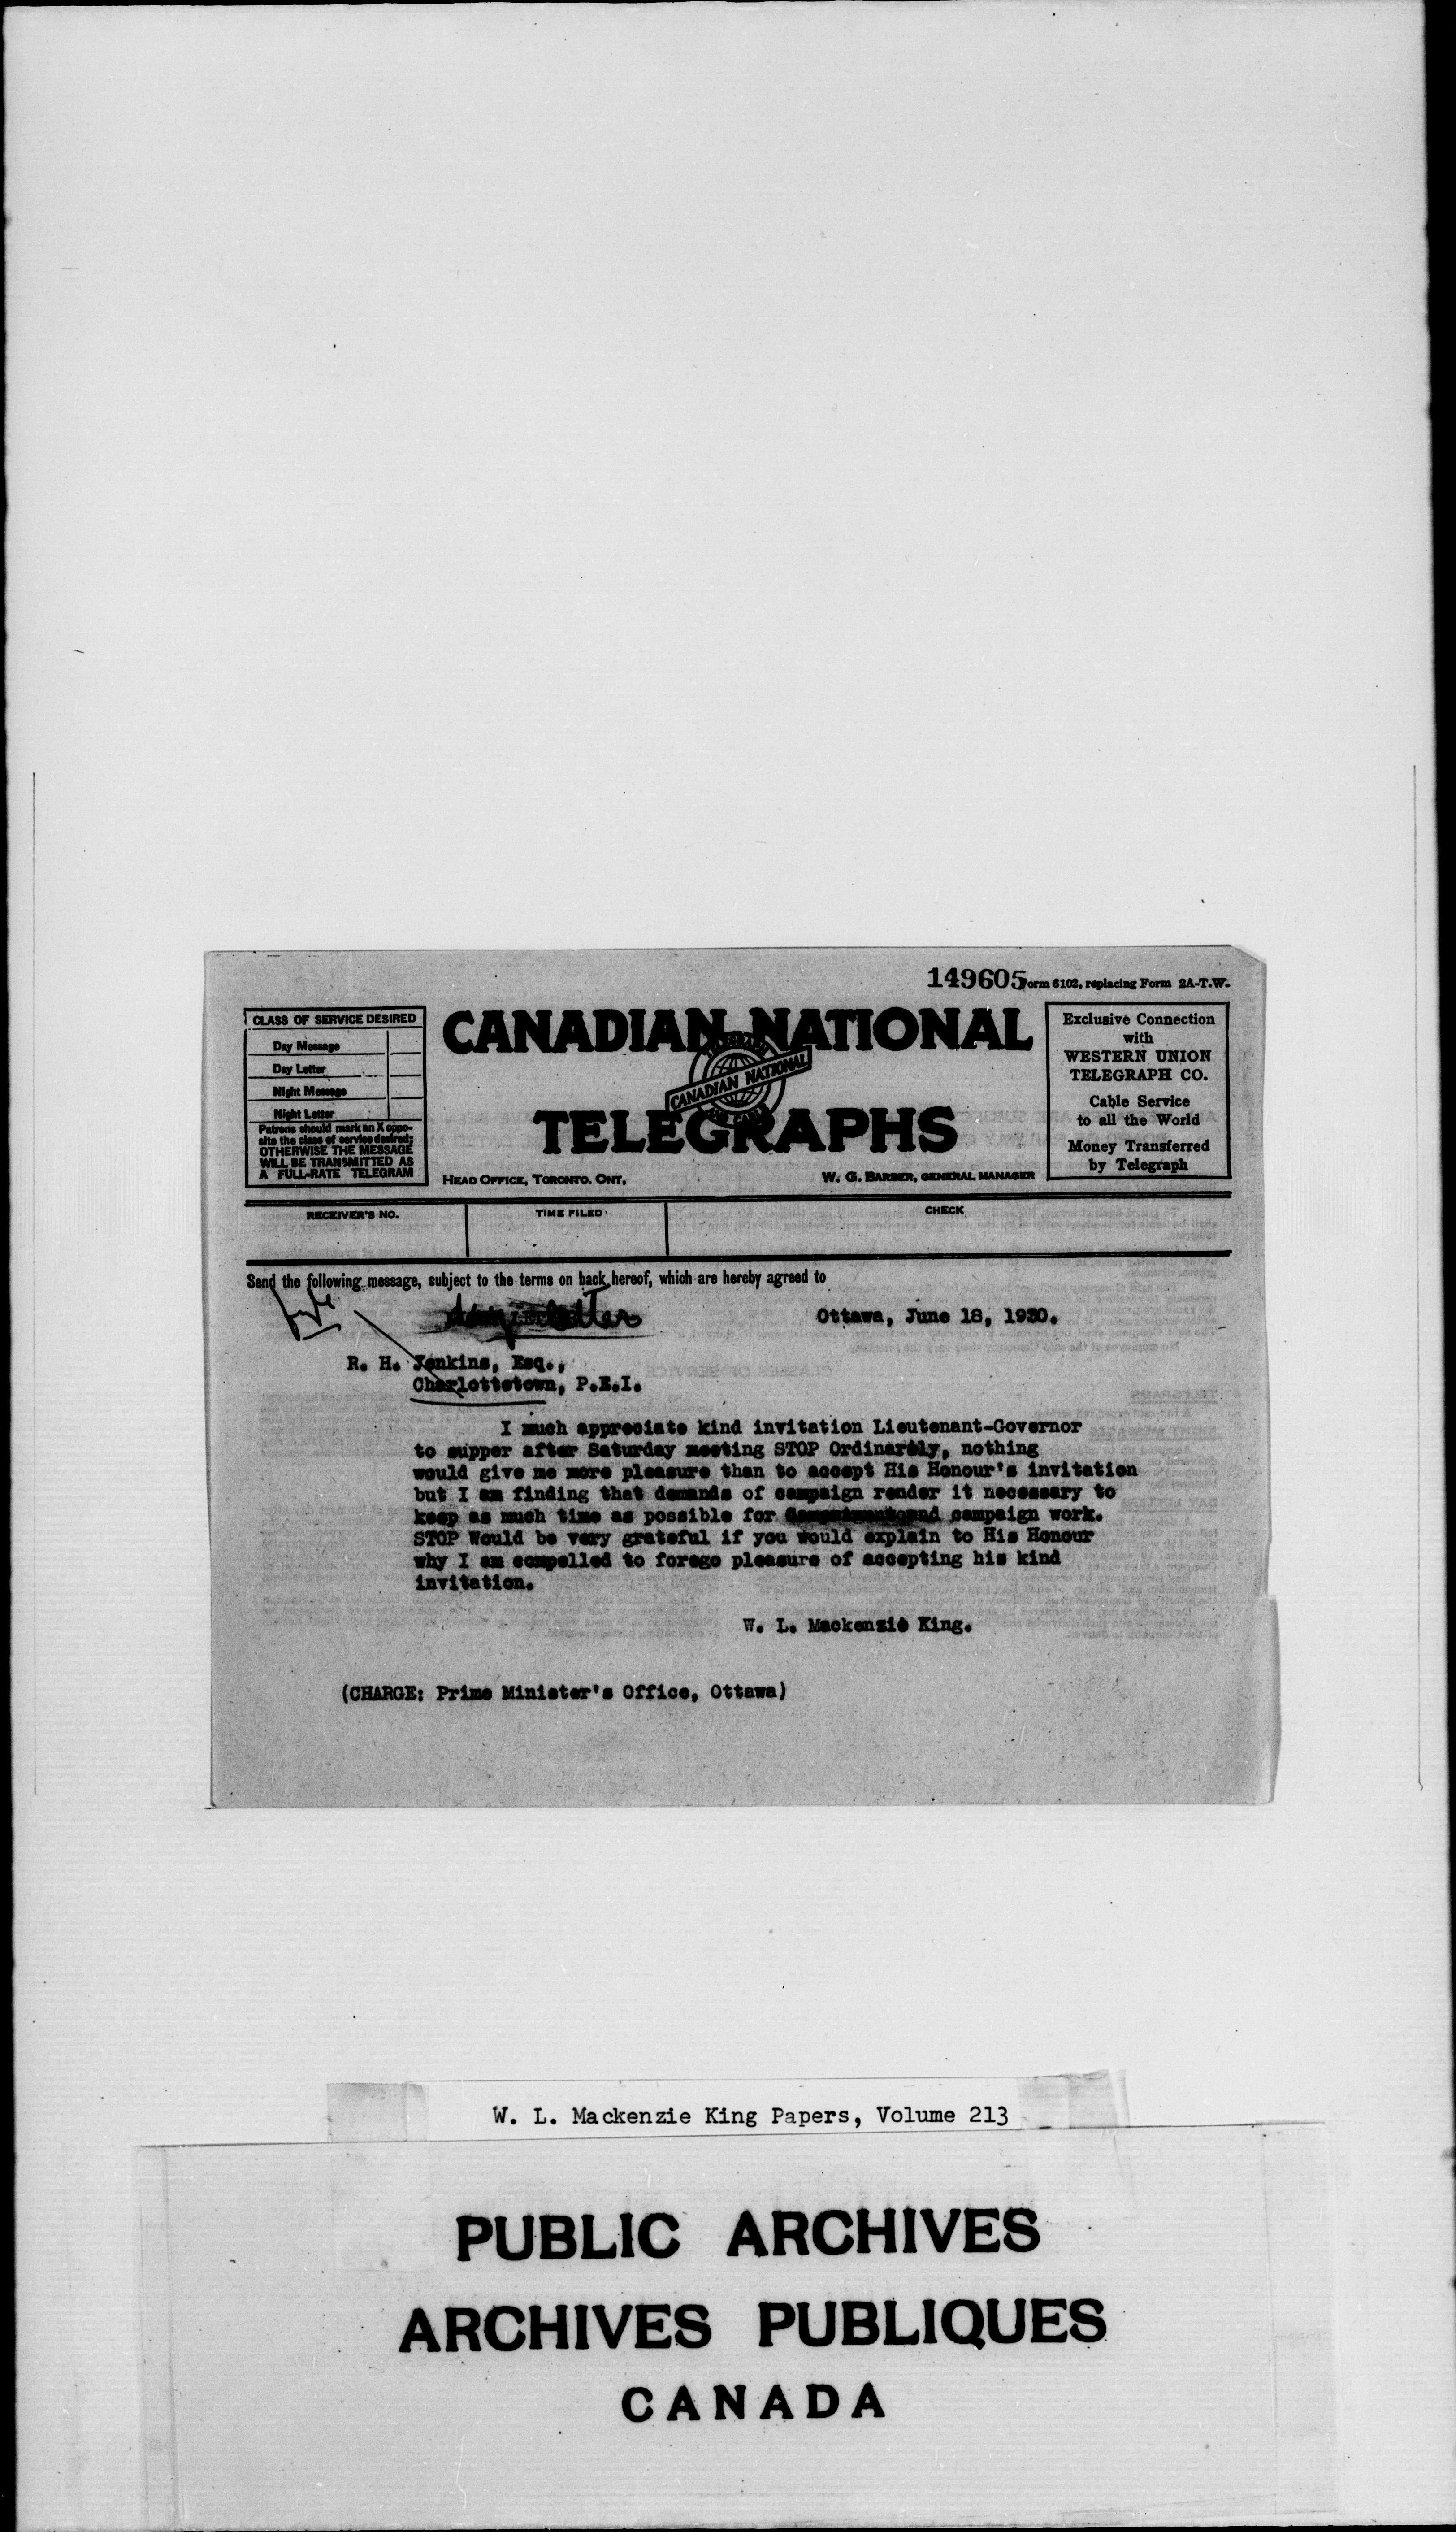 149605 Form 6102, replacing Form 2A-T.W.
CLASS OF SERVICE DESIRED
Day Message
Day Letter
Night Message
Night Letter
Patrons should mark an X oppo-
site the class of service desired;
OTHERWISE THE MESSAGE
WILL BE TRANSMITTED AS
A FULL-RATE TELEGRAM
CANADIAN NATIONAL
CANADIAN NATIONAL
TELEGRAPHS
HEAD OFFICE, TORONTO. ONT.
W. G. BARBER, GENERAL MANAGER
Exclusive Connection
with
WESTERN UNION
TELEGRAPH CO.
Cable Service
to all the World
Money Transferred
by Telegraph
RECEIVER'S NO.
TIME FILED
CHECK
Send the following message, subject to the terms on back hereof, which are hereby agreed to
Ottawa, June 18, 1930.
R. H. Jenkins, Esq.,
Charlottetown, P.E.I.
I much appreciate kind invitation Lieutenant-Governor
to supper after Saturday meeting STOP Ordinarily, nothing
would give me more pleasure than to accept His Honour's invitation
but I am finding that demands of campaign render it necessary to
keep as much time as possible for and campaign work.
STOP Would be very grateful if you would explain to His Honour
why I am compelled to forego pleasure of accepting his kind
invitation.
W. L. Mackenzie King.
(CHARGE: Prime Minister's Office, Ottawa)
W. L. Mackenzie King Papers, Volume 213
PUBLIC ARCHIVES
ARCHIVES PUBLIQUES
CANADA